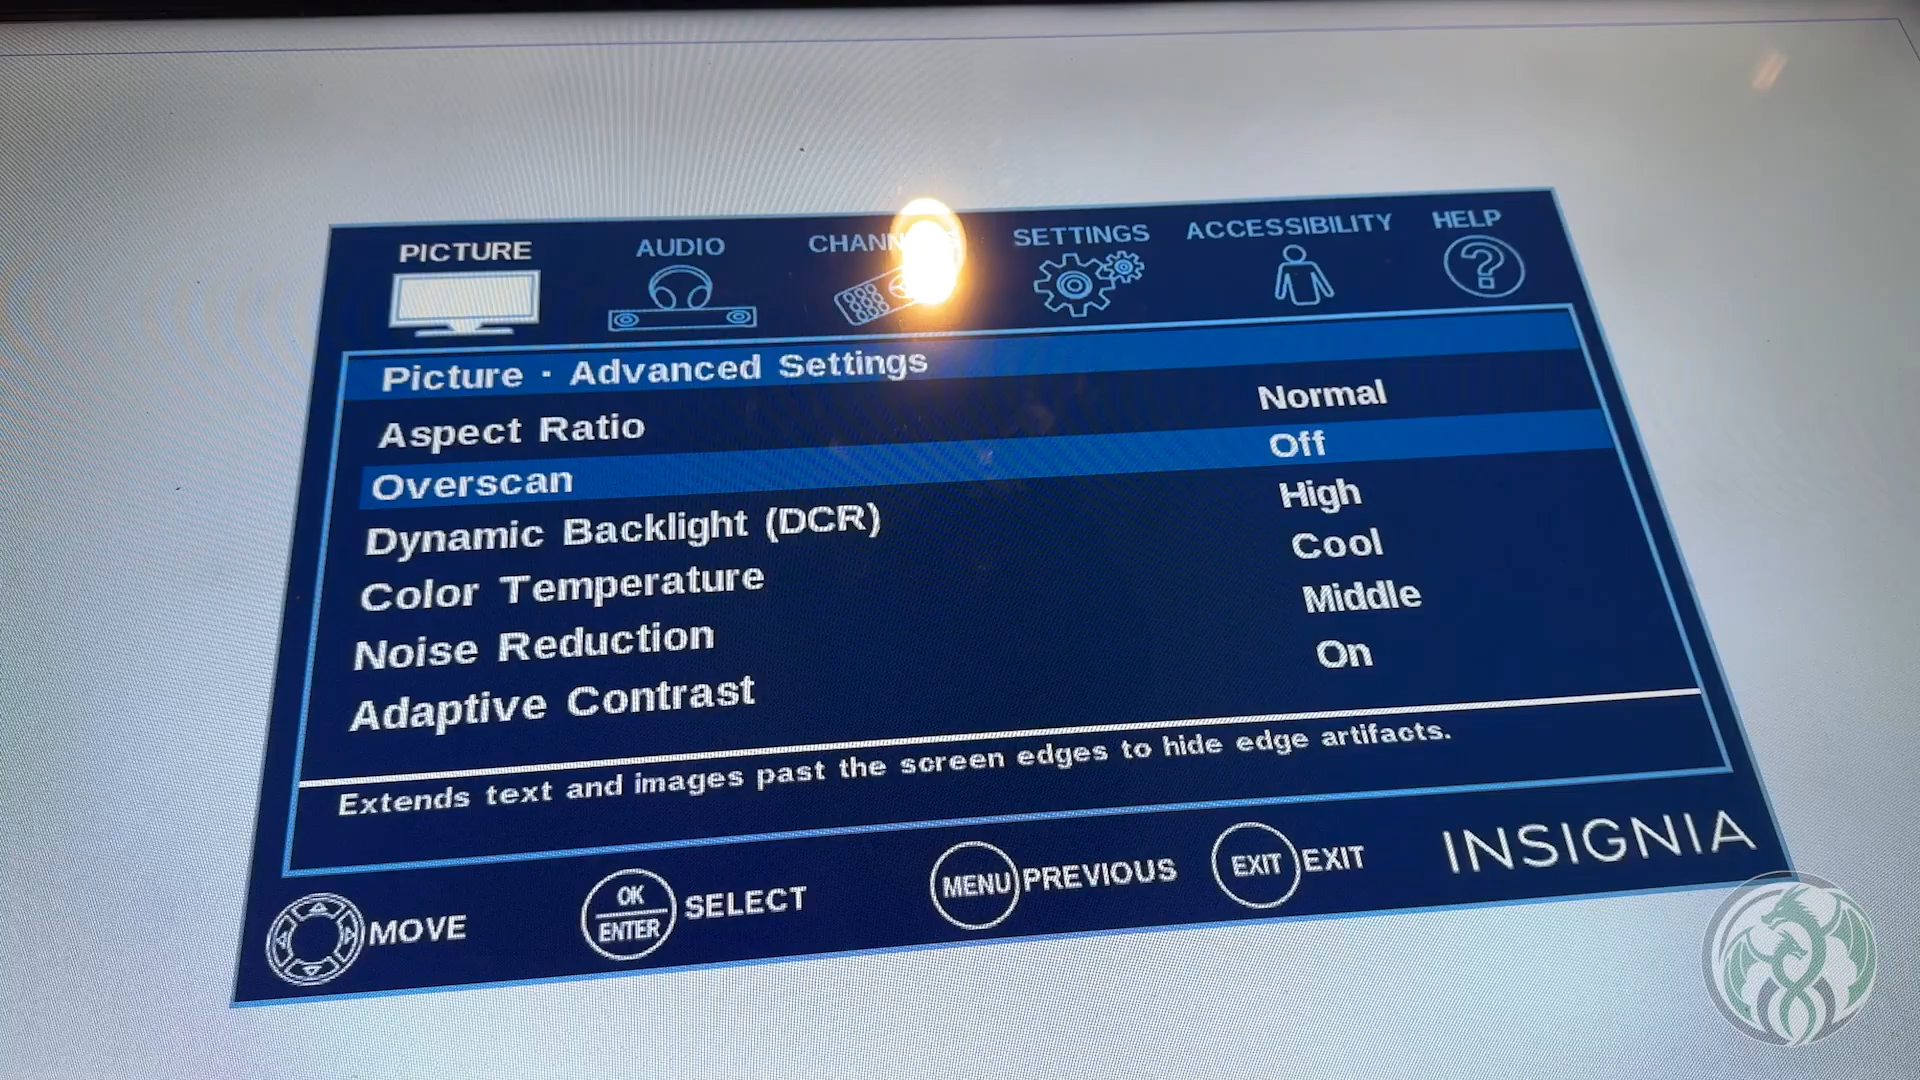 PICTURE AUDIO SETTINGS ACCESSIBILITY HELP
Picture · Advanced Settings
Aspect Ratio Normal
Overscan Off
Dynamic Backlight (DCR) High
Color Temperature Cool
Noise Reduction Middle
Adaptive Contrast On
Extends text and images past the screen edges to hide edge artifacts.
MOVE OK ENTER SELECT MENU PREVIOUS EXIT EXIT INSIGNIA